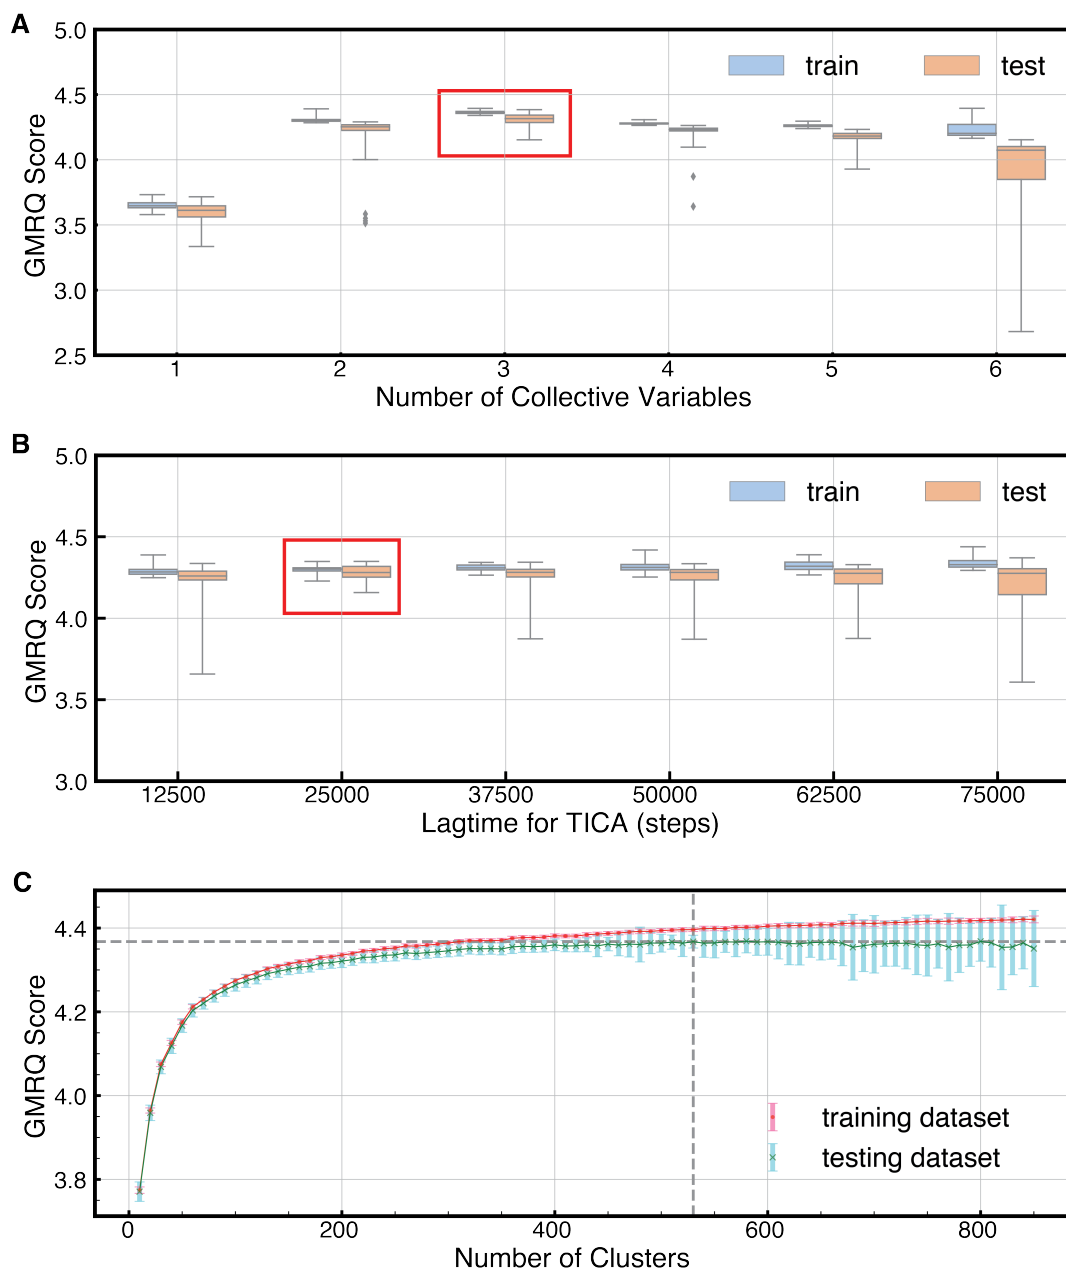 A
5.0
4.5
4.0
3.5
3.0
2.5
GMRQ Score
train
test
1 2 3 4 5 6
Number of Collective Variables
B
5.0
4.5
4.0
3.5
3.0
GMRQ Score
train
test
12500 25000 37500 50000 62500 75000
Lagtime for TICA (steps)
C
4.4
4.2
4.0
3.8
GMRQ Score
training dataset
testing dataset
0 200 400 600 800
Number of Clusters